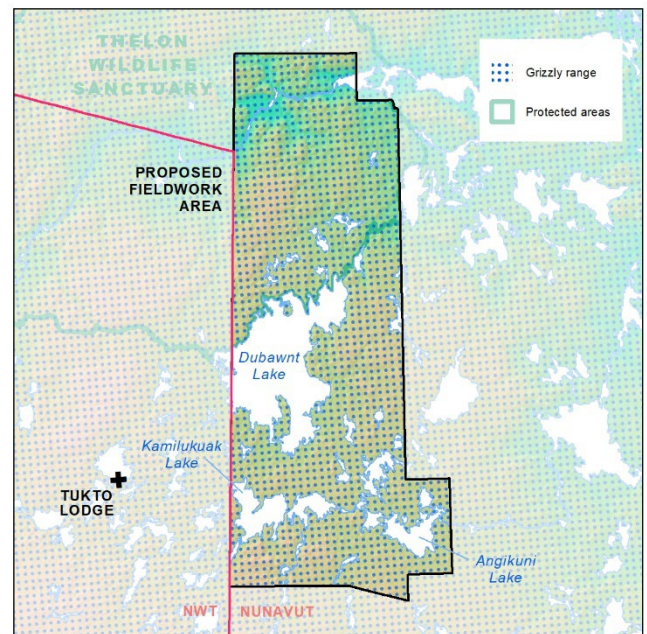 THELON
WILDLIFE
SANCTUARY
Grizzly range
Protected areas
PROPOSED
FIELDWORK
AREA
Dubawnt
Lake
Kamilukuak
Lake
TUKTO
LODGE
Angikuni
Lake
NWT
NUNAVUT